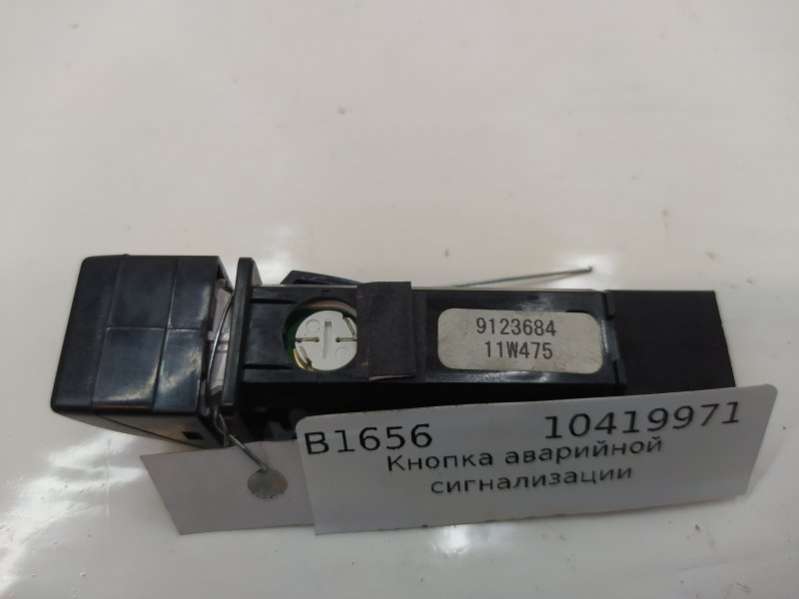 9123684
11W475
B1656 10419971
Кнопка аварийной
сигнализации